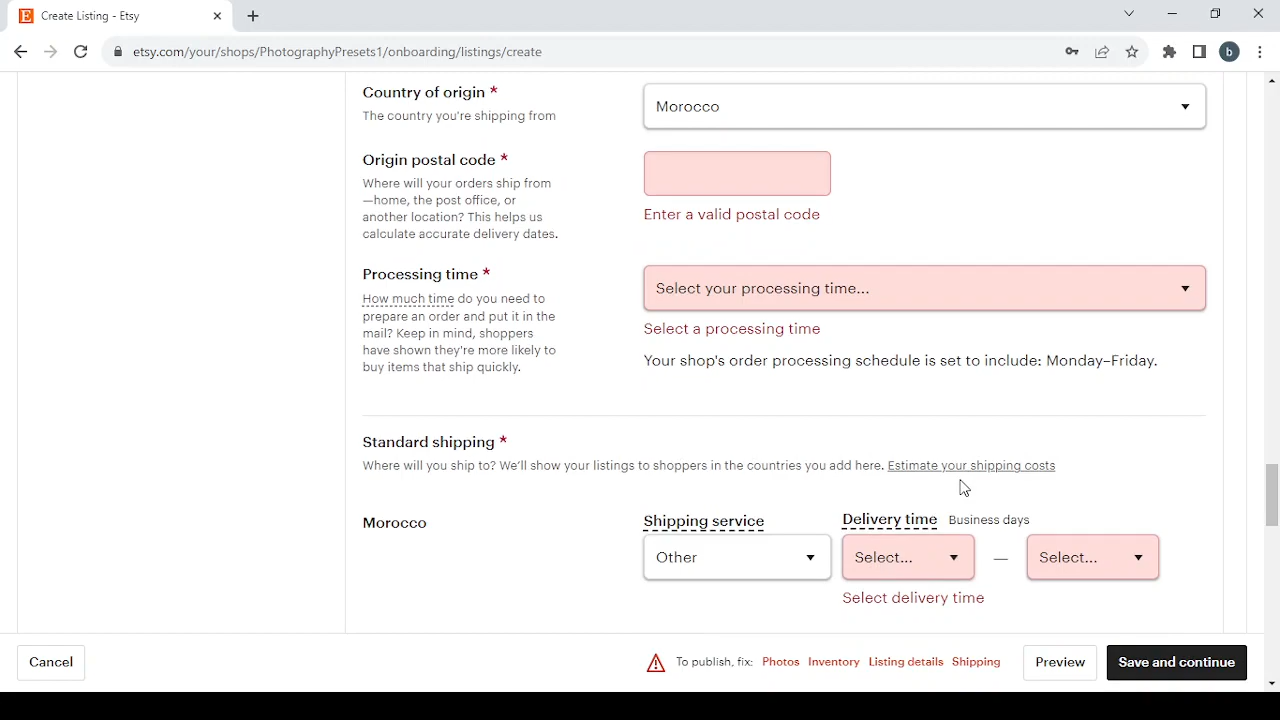 Create Listing - Etsy
etsy.com/your/shops/PhotographyPresets1/onboarding/listings/create
b
Country of origin *
The country you're shipping from
Morocco
Origin postal code *
Where will your orders ship from
—home, the post office, or
another location? This helps us
calculate accurate delivery dates.
Enter a valid postal code
Processing time *
How much time do you need to
prepare an order and put it in the
mail? Keep in mind, shoppers
have shown they're more likely to
buy items that ship quickly.
Select your processing time...
Select a processing time
Your shop's order processing schedule is set to include: Monday–Friday.
Standard shipping *
Where will you ship to? We'll show your listings to shoppers in the countries you add here. Estimate your shipping costs
Morocco
Shipping service
Delivery time Business days
Other
Select... — Select...
Select delivery time
Cancel
To publish, fix: Photos Inventory Listing details Shipping
Preview
Save and continue